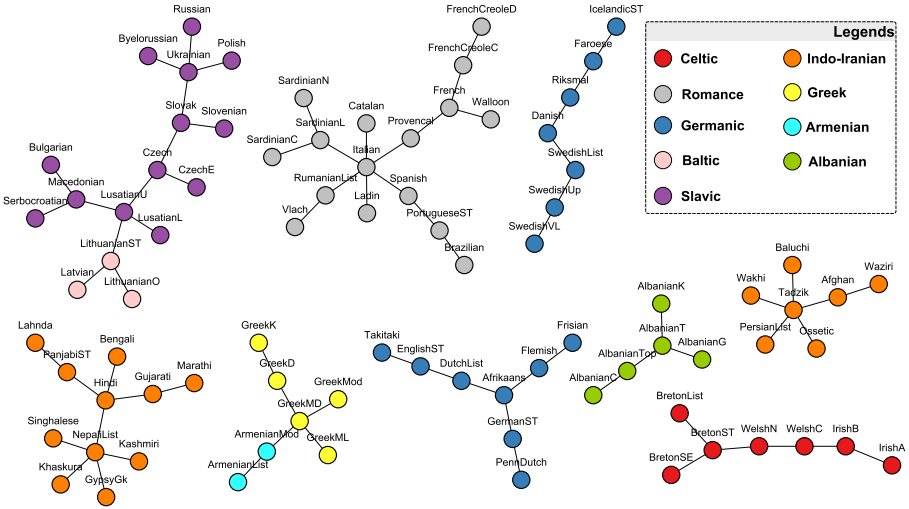 Russian
FrenchCreoleD
IcelandicST
Byelorussian
Polish
Ukrainian
FrenchCreoleC
Faroese
Legends
Celtic
Indo-Iranian
Romance
Greek
Germanic
Armenian
Baltic
Albanian
Slavic
SardinianN
French
Riksmal
Slovak
Slovenian
Catalan
Walloon
Danish
SardinianL
Provencal
SardinianC
Italian
Bulgarian
Czech
CzechE
SwedishList
Macedonian
RumanianList
Spanish
Serbocroatian
LusatianU
LusatianL
Vlach
Ladin
PortugueseST
SwedishUp
SwedishVL
LithuanianST
Brazilian
Latvian
LithuanianO
Baluchi
Wakhi
Tadzik
Afghan
Waziri
PersianList
Ossetic
AlbanianK
AlbanianT
AlbanianG
AlbanianTop
AlbanianC
Lahnda
PanjabiST
Bengali
Hindi
Gujarati
Marathi
Singhalese
NepaliList
Kashmiri
Khaskura
GypsyGk
GreekK
GreekD
GreekMod
GreekMD
GreekML
ArmenianMod
ArmenianList
Takitaki
EnglishST
DutchList
Afrikaans
Flemish
Frisian
GermanST
PennDutch
BretonList
BretonST
BretonSE
WelshN
WelshC
IrishB
IrishA